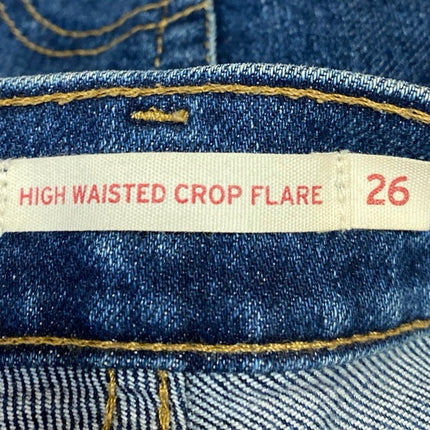 HIGH WAISTED CROP FLARE 26